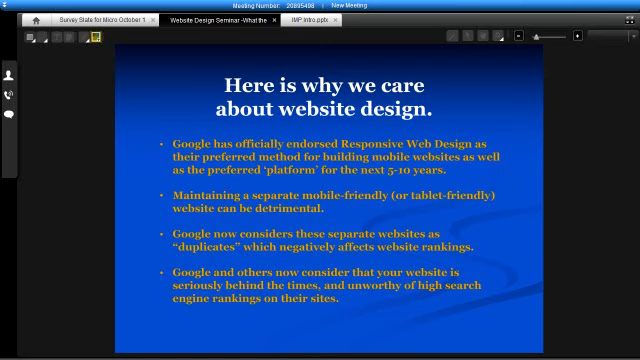 Meeting Number: 20895498 | New Meeting
Survey Slate for Micro October 1 × Website Design Seminar -What the × IMP Intro.pptx ×
Here is why we care
about website design.
• Google has officially endorsed Responsive Web Design as
their preferred method for building mobile websites as well
as the preferred ‘platform’ for the next 5-10 years.
• Maintaining a separate mobile-friendly (or tablet-friendly)
website can be detrimental.
• Google now considers these separate websites as
“duplicates” which negatively affects website rankings.
• Google and others now consider that your website is
seriously behind the times, and unworthy of high search
engine rankings on their sites.